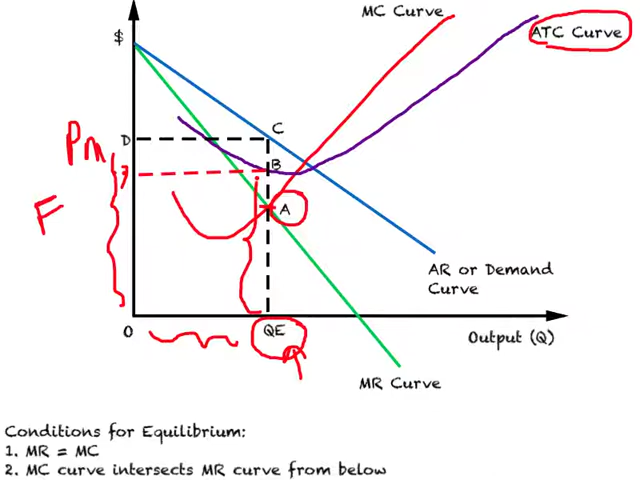 MC Curve
ATC Curve
$
D
C
Pm
B
F
A
AR or Demand
Curve
0
QE
Output (Q)
MR Curve
Conditions for Equilibrium:
1. MR = MC
2. MC curve intersects MR curve from below